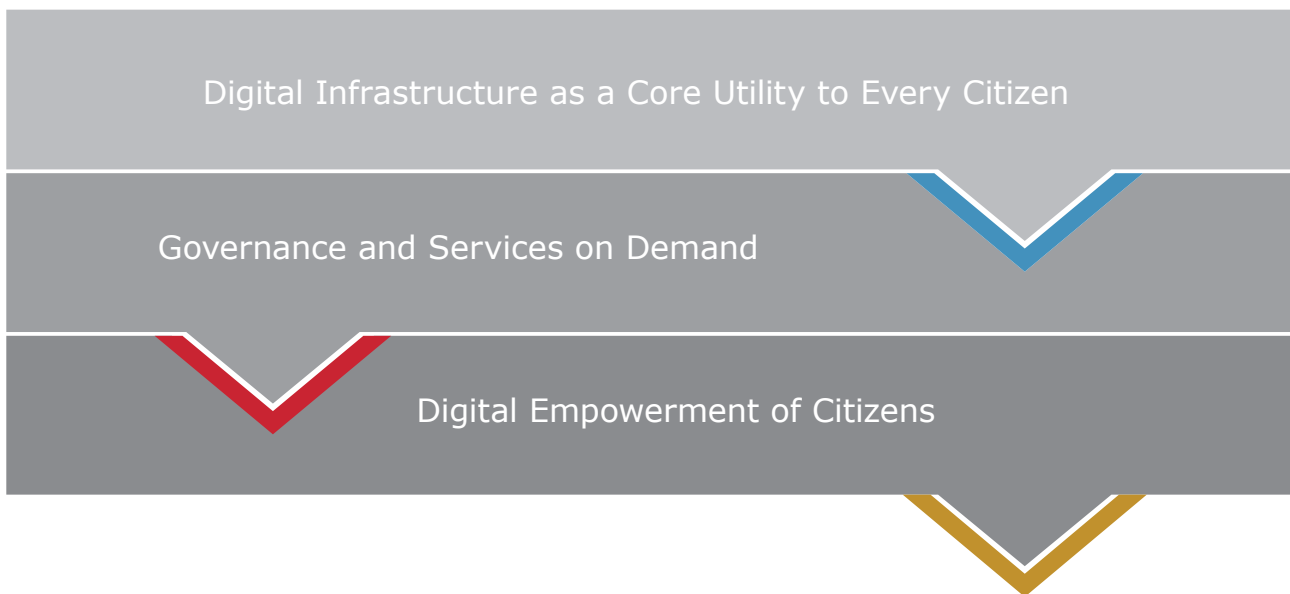 Digital Infrastructure as a Core Utility to Every Citizen
Governance and Services on Demand
Digital Empowerment of Citizens